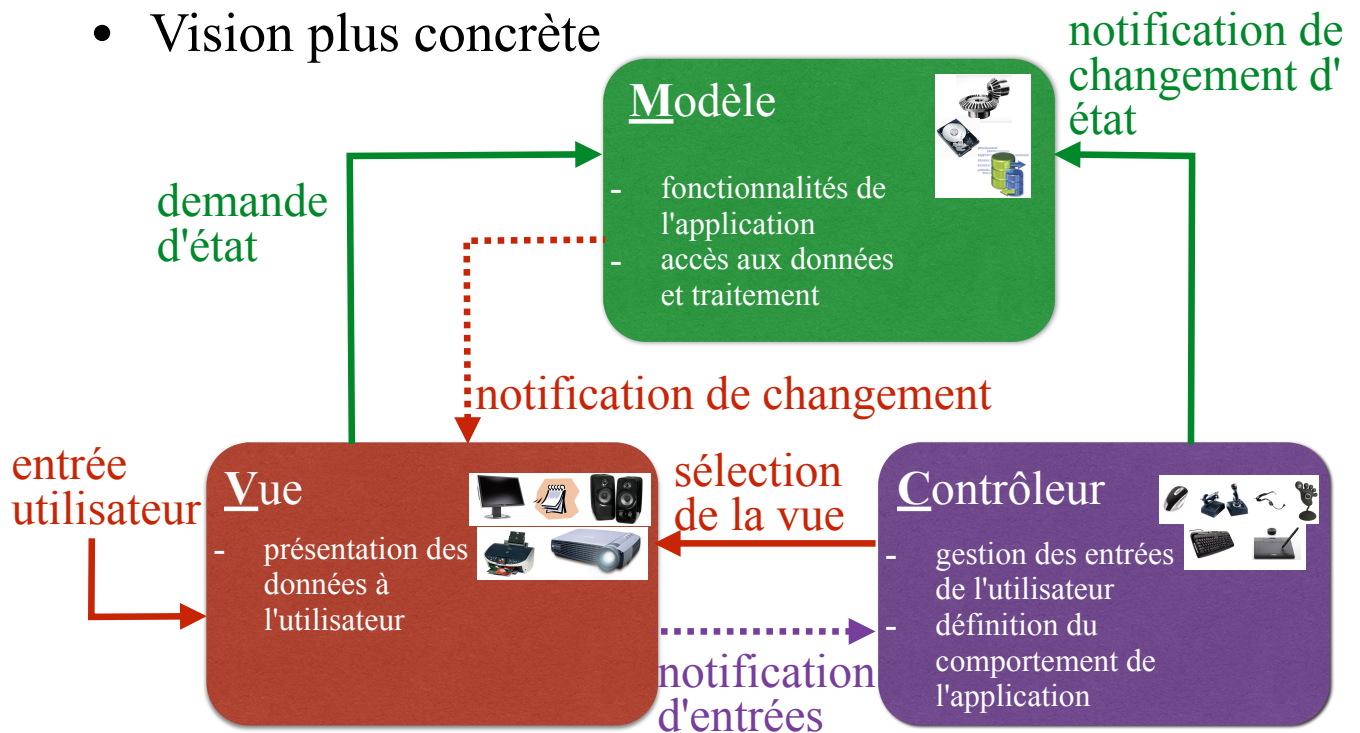 • Vision plus concrète
notification de
changement d'
état
Modèle
- fonctionnalités de
l'application
- accès aux données
et traitement
demande
d'état
notification de changement
entrée
utilisateur
Vue
- présentation des
données à
l'utilisateur
sélection
de la vue
notification
d'entrées
Contrôleur
- gestion des entrées
de l'utilisateur
- définition du
comportement de
l'application